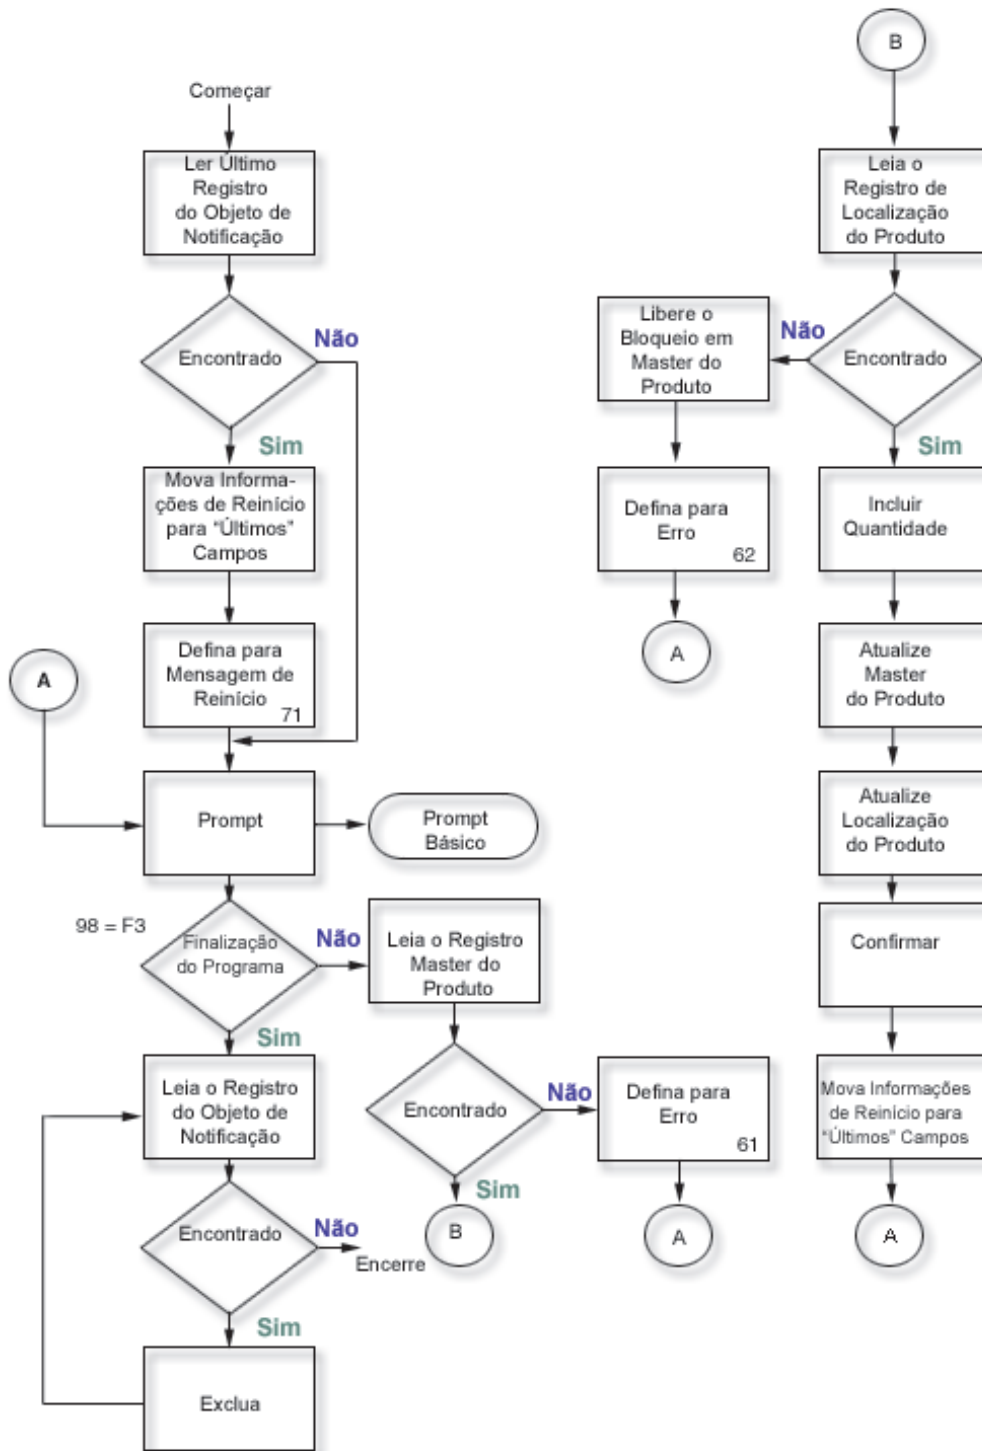 Começar
Ler Último
Registro
do Objeto de
Notificação
Encontrado
Não
Sim
Mova Informa-
ções de Reinício
para “Últimos”
Campos
Defina para
Mensagem de
Reinício
71
A
Prompt
Prompt
Básico
98 = F3
Finalização
do Programa
Não
Sim
Leia o Registro
Master do
Produto
Leia o Registro
do Objeto de
Notificação
Encontrado
Não
Sim
Defina para
Erro
61
B
A
Encontrado
Não
Encerre
Sim
Exclua
B
Leia o
Registro de
Localização
do Produto
Encontrado
Não
Sim
Libere o
Bloqueio em
Master do
Produto
Defina para
Erro
62
A
Incluir
Quantidade
Atualize
Master
do Produto
Atualize
Localização
do Produto
Confirmar
Mova Informações
de Reinício para
“Últimos” Campos
A